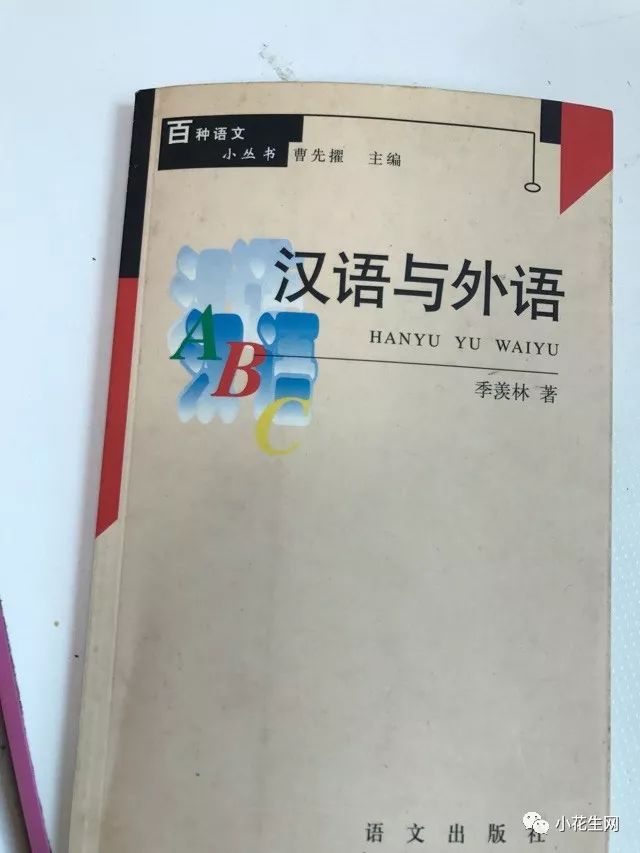 百种语文
小丛书 曹先擢 主编
汉语与外语
HANYU YU WAIYU
ABC
季羡林 著
语文出版社
小花生网